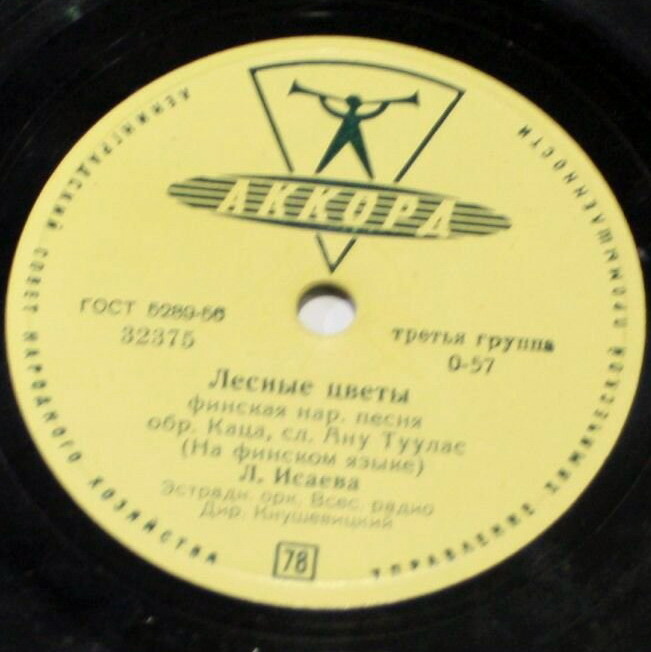 АККОРД
ЛЕНИНГРАДСКИЙ СОВЕТ НАРОДНОГО ХОЗЯЙСТВА
УПРАВЛЕНИЕ ХИМИЧЕСКОЙ ПРОМЫШЛЕННОСТИ
ГОСТ 5289-56
32375
третья группа
0-57
Лесные цветы
финская нар. песня
обр. Каца, сл. Ану Туулас
(На финском языке)
Л. Исаева
Эстрадн. орк. Всес. радио
Дир. Кнушевицкий
78